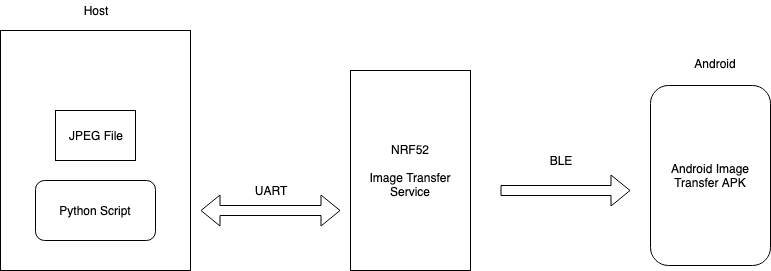 Host
JPEG File
Python Script
UART
NRF52
Image Transfer
Service
BLE
Android
Android Image
Transfer APK